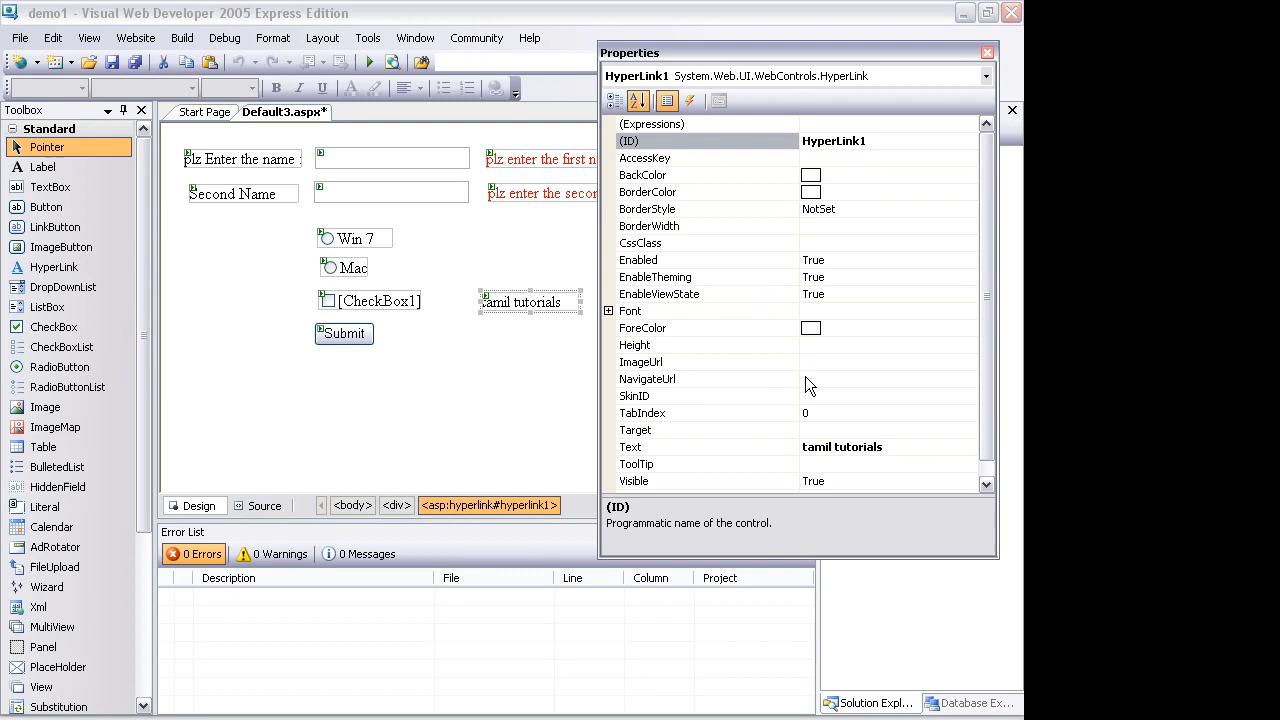 demo1 - Visual Web Developer 2005 Express Edition
File Edit View Website Build Debug Format Layout Tools Window Community Help
Toolbox
Standard
Pointer
Label
TextBox
Button
LinkButton
ImageButton
HyperLink
DropDownList
ListBox
CheckBox
CheckBoxList
RadioButton
RadioButtonList
Image
ImageMap
Table
BulletedList
HiddenField
Literal
Calendar
AdRotator
FileUpload
Wizard
Xml
MultiView
Panel
PlaceHolder
View
Substitution
Start Page Default3.aspx*
plz Enter the name
plz enter the first n
Second Name
plz enter the secor
Win 7
Mac
[CheckBox1]
tamil tutorials
Submit
Design Source <body> <div> <asp:hyperlink#hyperlink1>
Error List
0 Errors 0 Warnings 0 Messages
Description File Line Column Project
Properties
HyperLink1 System.Web.UI.WebControls.HyperLink
(Expressions)
(ID) HyperLink1
AccessKey
BackColor
BorderColor
BorderStyle NotSet
BorderWidth
CssClass
Enabled True
EnableTheming True
EnableViewState True
Font
ForeColor
Height
ImageUrl
NavigateUrl
SkinID
TabIndex 0
Target
Text tamil tutorials
ToolTip
Visible True
(ID)
Programmatic name of the control.
Solution Expl... Database Ex...